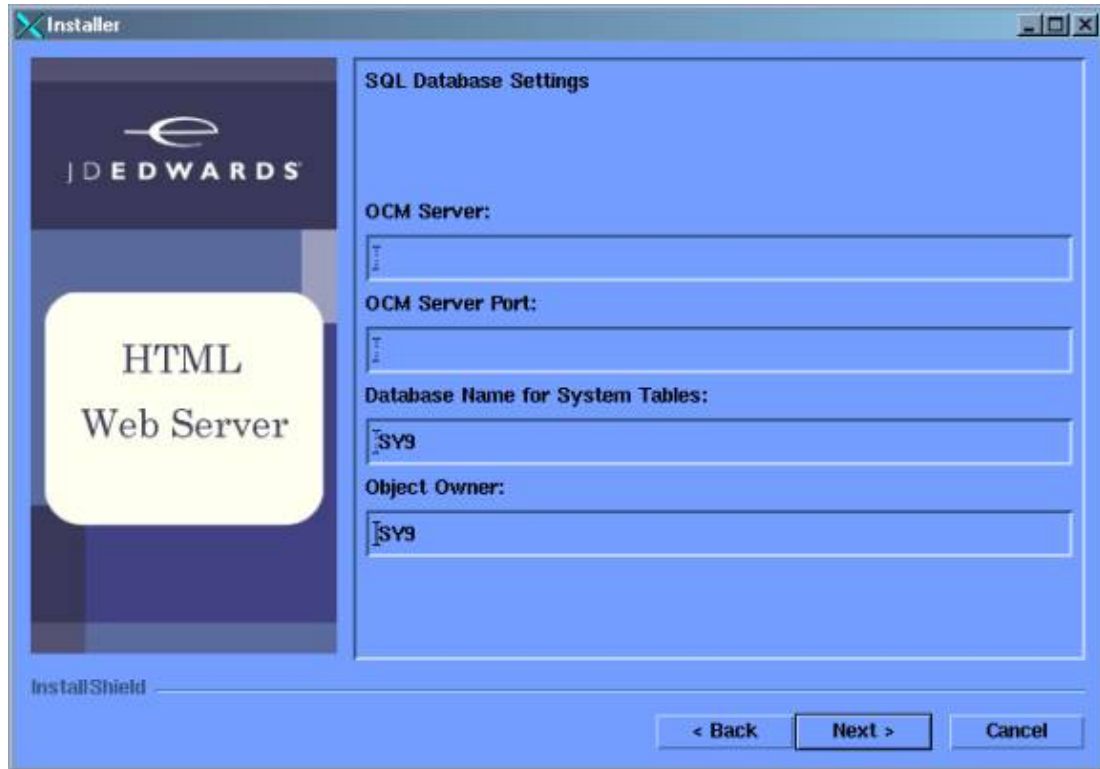 Installer
JDEDWARDS
HTML
Web Server
SQL Database Settings
OCM Server:
OCM Server Port:
Database Name for System Tables:
SY9
Object Owner:
SY9
InstallShield
< Back
Next >
Cancel